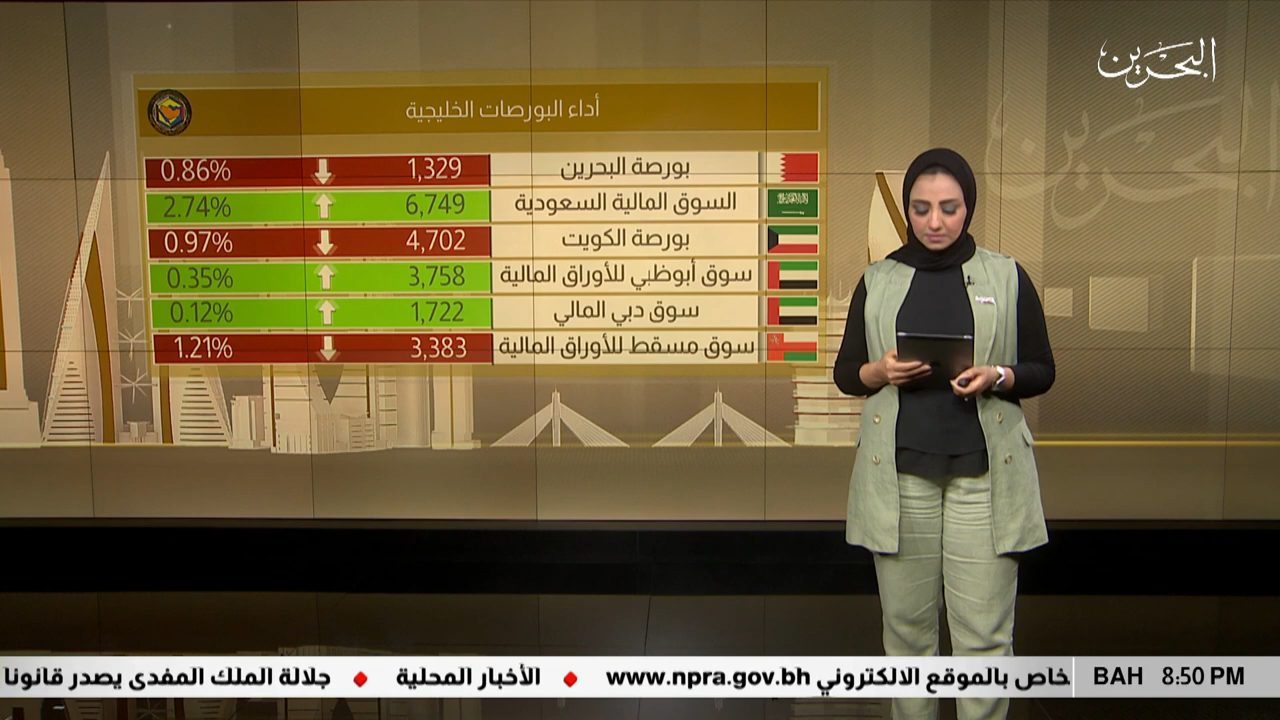 البحرين
أداء البورصات الخليجية
بورصة البحرين 1,329 0.86%
السوق المالية السعودية 6,749 2.74%
بورصة الكويت 4,702 0.97%
سوق أبوظبي للأوراق المالية 3,758 0.35%
سوق دبي المالي 1,722 0.12%
سوق مسقط للأوراق المالية 3,383 1.21%
BAH 8:50 PM
خاص بالموقع الالكتروني www.npra.gov.bh • الأخبار المحلية • جلالة الملك المفدى يصدر قانونا